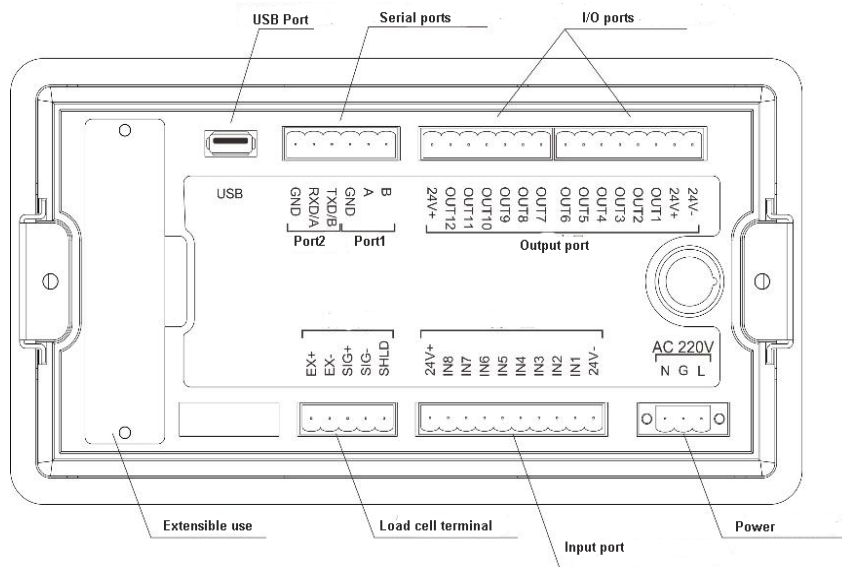 USB Port
Serial ports
I/O ports
USB
GND
RXD/A
TXD/B
GND
A
B
Port2
Port1
24V+
OUT12
OUT11
OUT10
OUT9
OUT8
OUT7
OUT6
OUT5
OUT4
OUT3
OUT2
OUT1
24V+
24V-
Output port
EX+
EX-
SIG+
SIG-
SHLD
24V+
IN8
IN7
IN6
IN5
IN4
IN3
IN2
IN1
24V-
AC 220V
N G L
Extensible use
Load cell terminal
Input port
Power